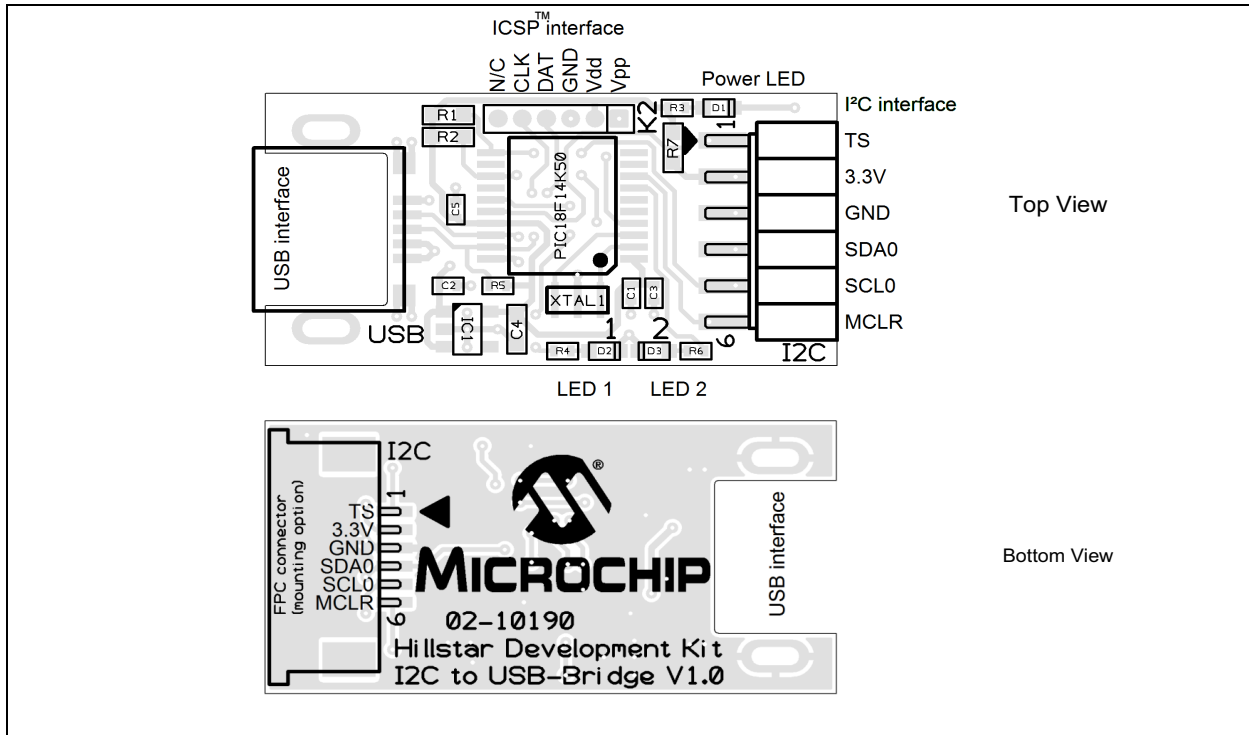 ICSP™ interface
N/C
CLK
DAT
GND
Vdd
Vpp
Power LED
I²C interface
R1
R2
K2
R3
D1
1
R7
TS
3.3V
GND
SDA0
SCL0
MCLR
Top View
USB interface
C5
PIC18F14K50
C2
R5
XTAL1
C1
C3
USB
IC1
C4
1
2
R4
D2
D3
R6
6
I2C
LED 1
LED 2
I2C
FPC connector
(mounting option)
1
TS
3.3V
GND
SDA0
SCL0
MCLR
6
®
MICROCHIP
02-10190
Hillstar Development Kit
I2C to USB-Bridge V1.0
USB interface
Bottom View